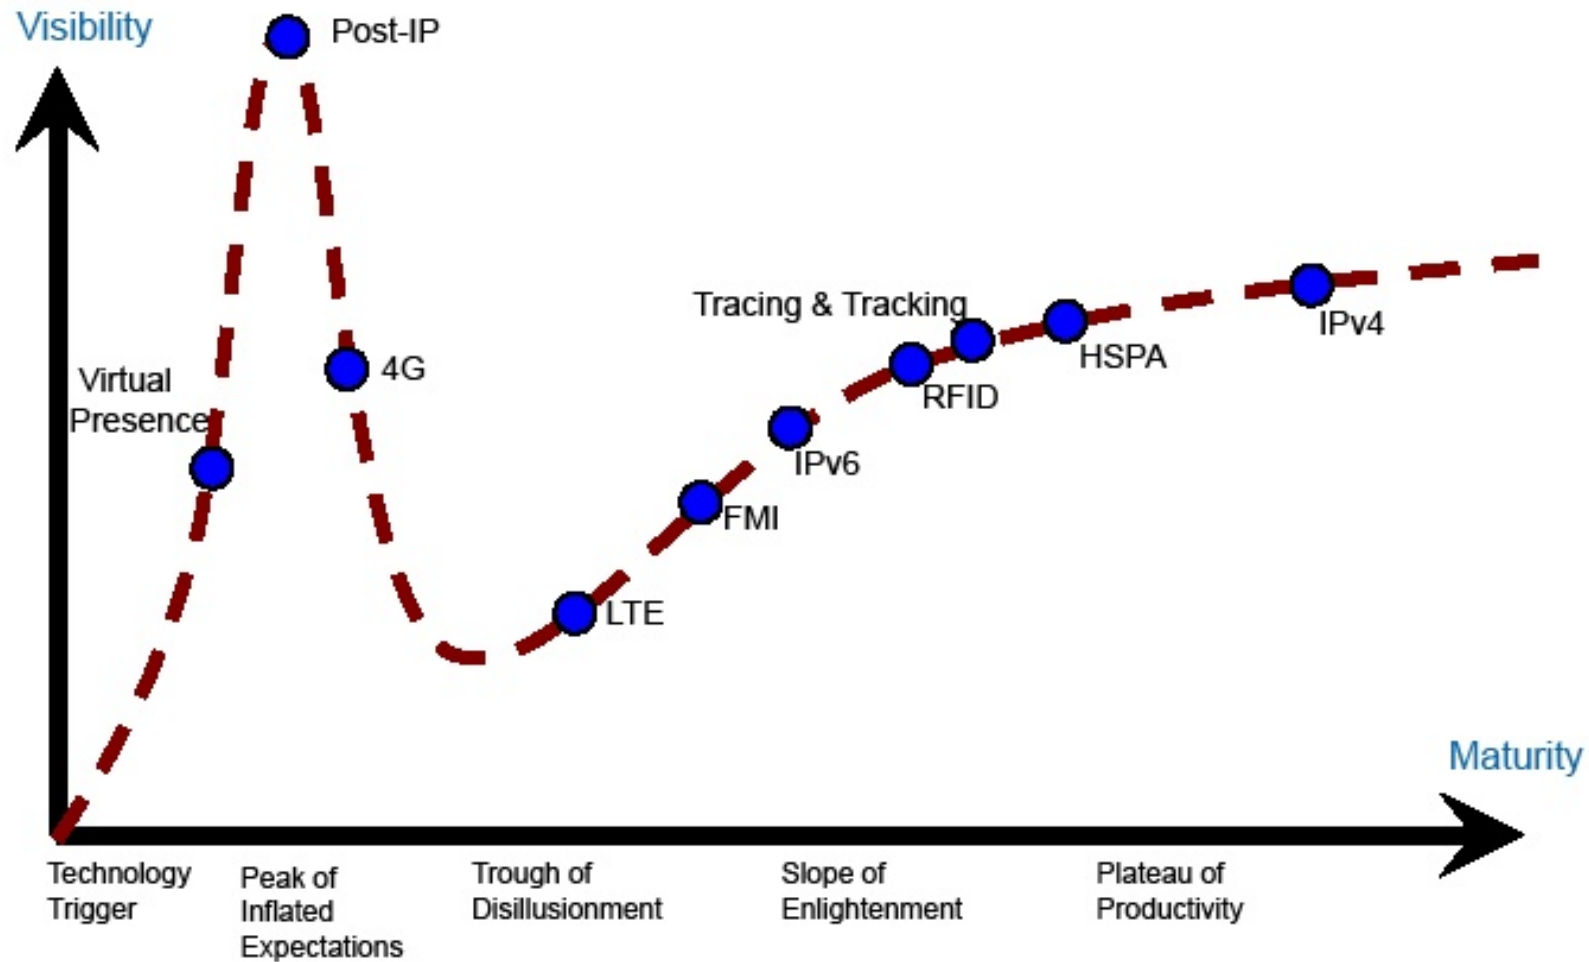 Visibility
Post-IP
Virtual
Presence
4G
LTE
FMI
IPv6
Tracing & Tracking
RFID
HSPA
IPv4
Maturity
Technology
Trigger
Peak of
Inflated
Expectations
Trough of
Disillusionment
Slope of
Enlightenment
Plateau of
Productivity